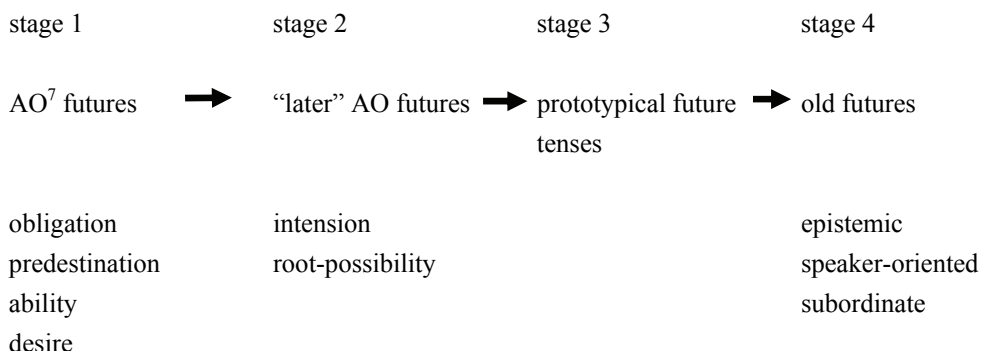 stage 1 stage 2 stage 3 stage 4
AO⁷ futures “later” AO futures prototypical future old futures
tenses
obligation intension epistemic
predestination root-possibility speaker-oriented
ability subordinate
desire